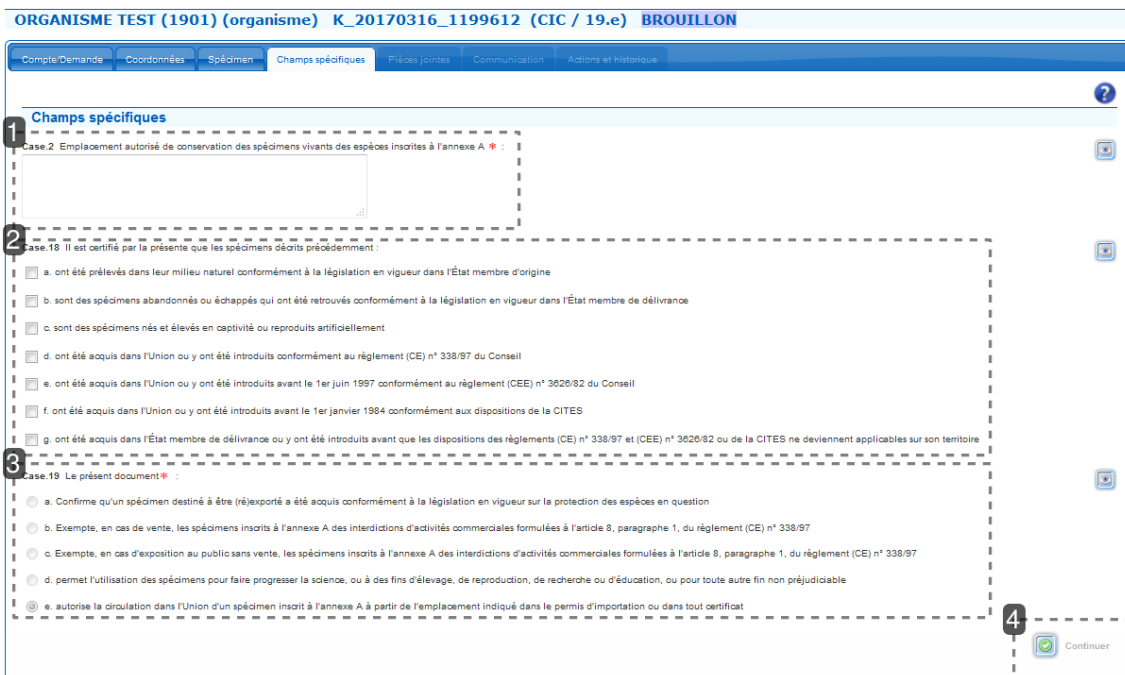 ORGANISME TEST (1901) (organisme) K_20170316_1199612 (CIC / 19.e) BROUILLON
Compte/Demande Coordonnées Spécimen Champs spécifiques Pièces jointes Communication Actions et historique
?
Champs spécifiques
1
Case.2 Emplacement autorisé de conservation des spécimens vivants des espèces inscrites à l'annexe A * :
2
Case.18 Il est certifié par la présente que les spécimens décrits précédemment :
a. ont été prélevés dans leur milieu naturel conformément à la législation en vigueur dans l'État membre d'origine
b. sont des spécimens abandonnés ou échappés qui ont été retrouvés conformément à la législation en vigueur dans l'État membre de délivrance
c. sont des spécimens nés et élevés en captivité ou reproduits artificiellement
d. ont été acquis dans l'Union ou y ont été introduits conformément au règlement (CE) n° 338/97 du Conseil
e. ont été acquis dans l'Union ou y ont été introduits avant le 1er juin 1997 conformément au règlement (CEE) n° 3626/82 du Conseil
f. ont été acquis dans l'Union ou y ont été introduits avant le 1er janvier 1984 conformément aux dispositions de la CITES
g. ont été acquis dans l'État membre de délivrance ou y ont été introduits avant que les dispositions des règlements (CE) n° 338/97 et (CEE) n° 3626/82 ou de la CITES ne deviennent applicables sur son territoire
3
Case.19 Le présent document * :
a. Confirme qu'un spécimen destiné à être (ré)exporté a été acquis conformément à la législation en vigueur sur la protection des espèces en question
b. Exempte, en cas de vente, les spécimens inscrits à l'annexe A des interdictions d'activités commerciales formulées à l'article 8, paragraphe 1, du règlement (CE) n° 338/97
c. Exempte, en cas d'exposition au public sans vente, les spécimens inscrits à l'annexe A des interdictions d'activités commerciales formulées à l'article 8, paragraphe 1, du règlement (CE) n° 338/97
d. permet l'utilisation des spécimens pour faire progresser la science, ou à des fins d'élevage, de reproduction, de recherche ou d'éducation, ou pour toute autre fin non préjudiciable
e. autorise la circulation dans l'Union d'un spécimen inscrit à l'annexe A à partir de l'emplacement indiqué dans le permis d'importation ou dans tout certificat
4
Continuer